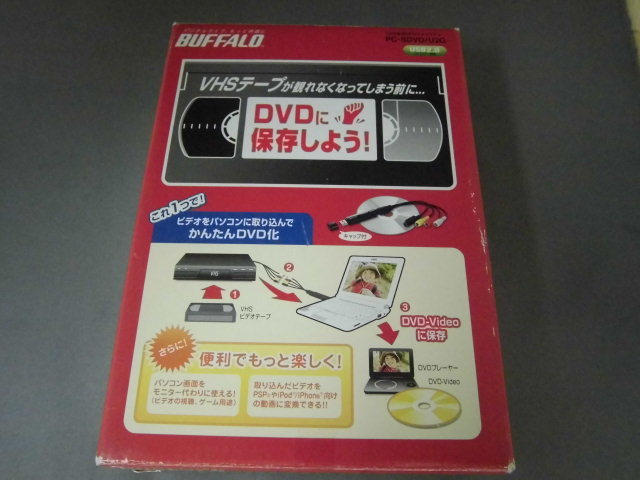 BUFFALO
PC-SDVD/U2G
USB2.0
VHSテープが観れなくなってしまう前に...
DVDに
保存しよう!
これ1つで!
ビデオをパソコンに取り込んで
かんたんDVD化
キャップ付
VHS
1
2
VHS
ビデオテープ
3
DVD-Video
に保存
さらに!
便利でもっと楽しく!
パソコン画面を
モニター代わりに使える!
(ビデオの視聴、ゲーム用途)
取り込んだビデオを
PSP®やiPod®/iPhone™向け
の動画に変換できる!!
DVDプレーヤー
DVD-Video